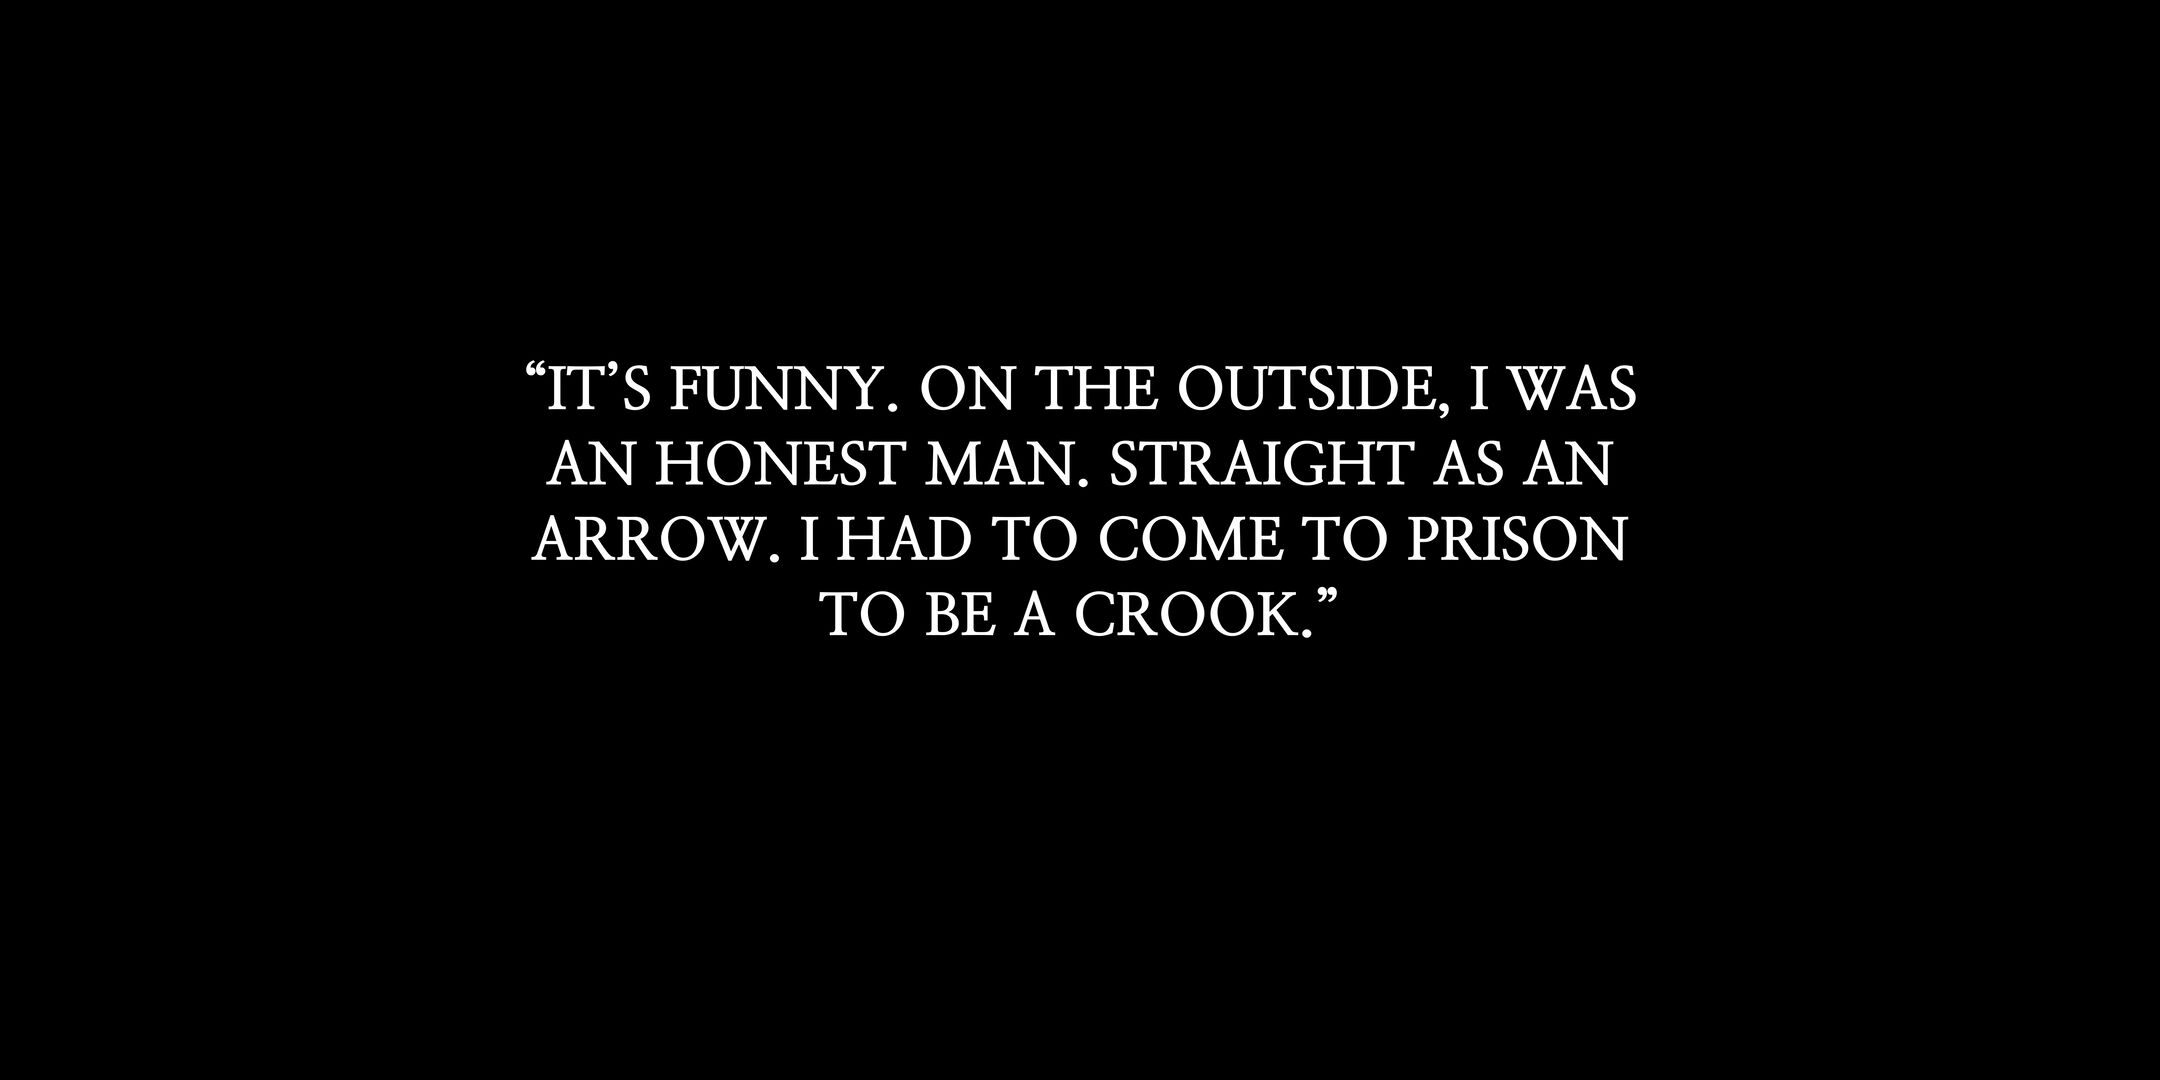 “IT’S FUNNY. ON THE OUTSIDE, I WAS
AN HONEST MAN. STRAIGHT AS AN
ARROW. I HAD TO COME TO PRISON
TO BE A CROOK.”